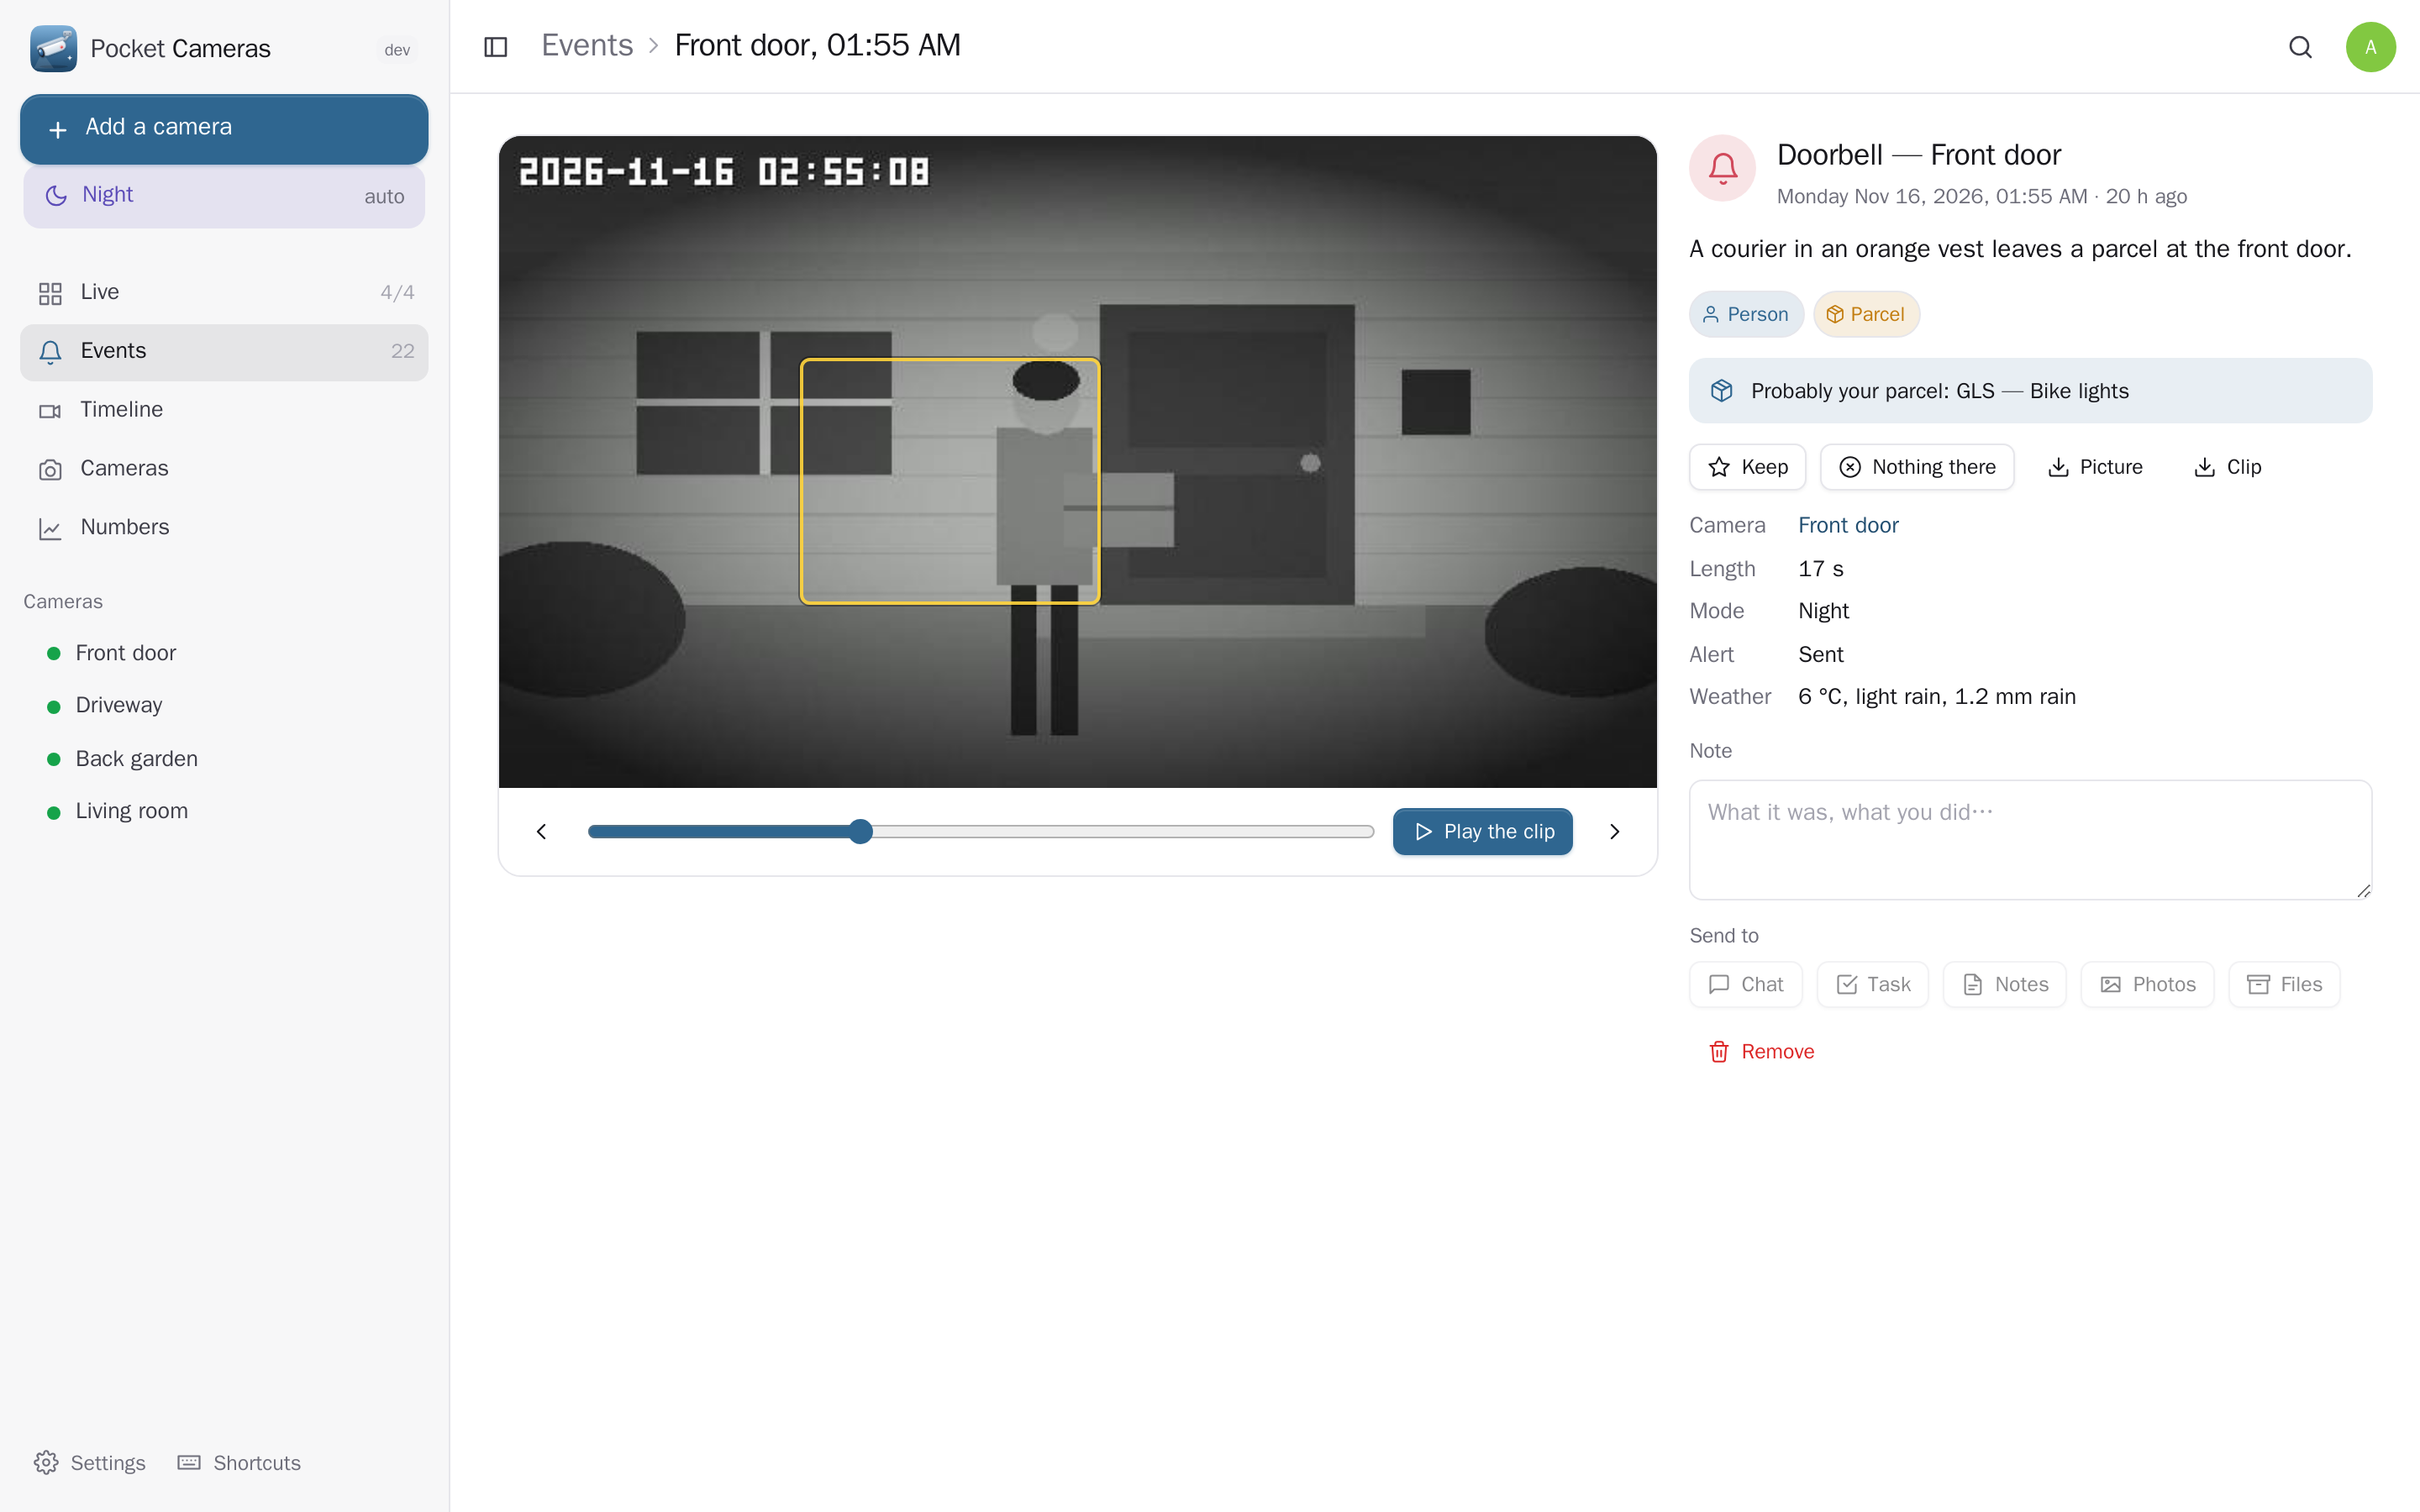 Pocket Cameras
dev
Add a camera
Night
auto
Live
4/4
Events
22
Timeline
Cameras
Numbers
Cameras
Front door
Driveway
Back garden
Living room
Settings
Shortcuts
Events > Front door, 01:55 AM
A
2026-11-16 02:55:08
Play the clip
Doorbell — Front door
Monday Nov 16, 2026, 01:55 AM · 20 h ago
A courier in an orange vest leaves a parcel at the front door.
Person
Parcel
Probably your parcel: GLS — Bike lights
Keep
Nothing there
Picture
Clip
Camera Front door
Length 17 s
Mode Night
Alert Sent
Weather 6 °C, light rain, 1.2 mm rain
Note
What it was, what you did…
Send to
Chat
Task
Notes
Photos
Files
Remove